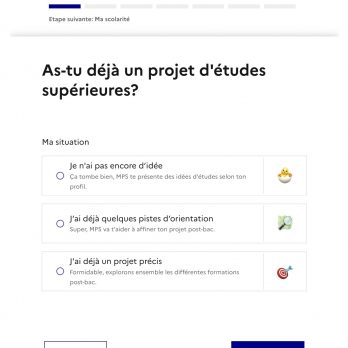 Etape suivante: Ma scolarité
As-tu déjà un projet d'études
supérieures?
Ma situation
Je n'ai pas encore d'idée
Ça tombe bien, MPS te présente des idées d'études selon ton
profil.
J'ai déjà quelques pistes d'orientation
Super, MPS va t'aider à affiner ton projet post-bac.
J'ai déjà un projet précis
Formidable, explorons ensemble les différentes formations
post-bac.